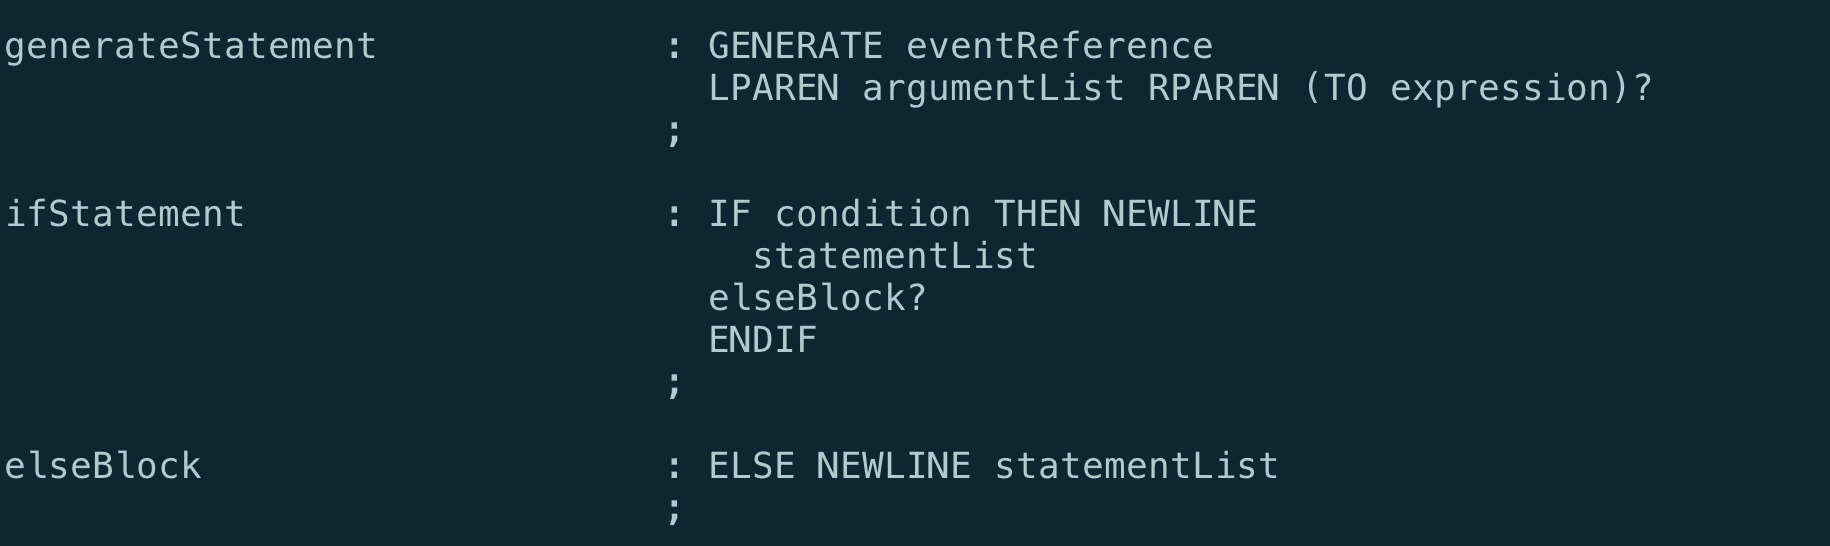 generateStatement : GENERATE eventReference
LPAREN argumentList RPAREN (TO expression)?
;
ifStatement : IF condition THEN NEWLINE
statementList
elseBlock?
ENDIF
;
elseBlock : ELSE NEWLINE statementList
;